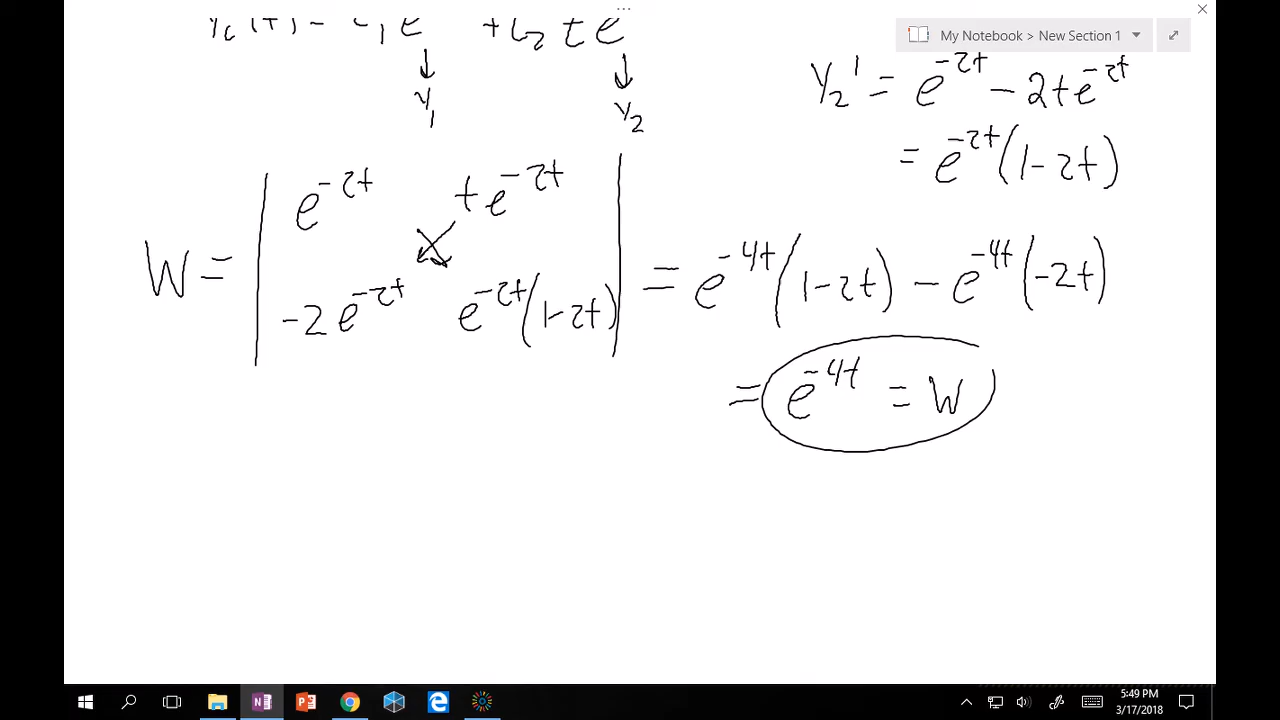 My Notebook > New Section 1
y₁
y₂
y₂' = e^{-2t} - 2te^{-2t}
= e^{-2t}(1-2t)
W = | e^{-2t} te^{-2t} |
| -2e^{-2t} e^{-2t}(1-2t) | = e^{-4t}(1-2t) - e^{-4t}(-2t)
= e^{-4t} = W
5:49 PM
3/17/2018